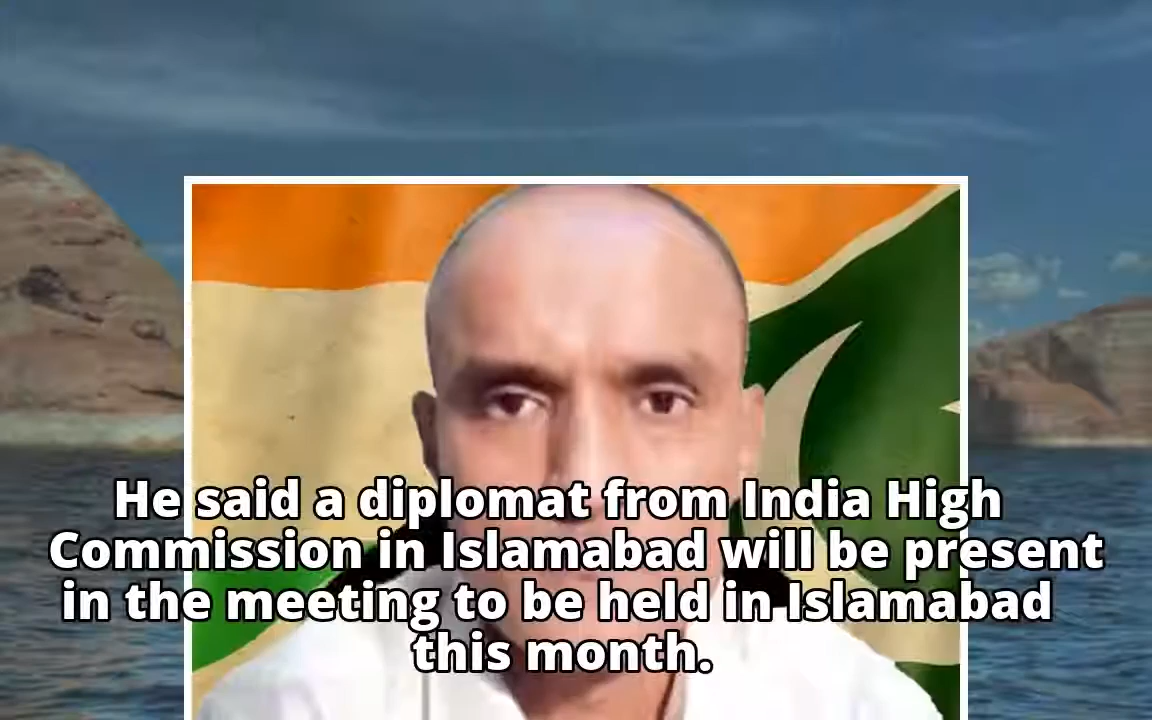 He said a diplomat from India High
Commission in Islamabad will be present
in the meeting to be held in Islamabad
this month.